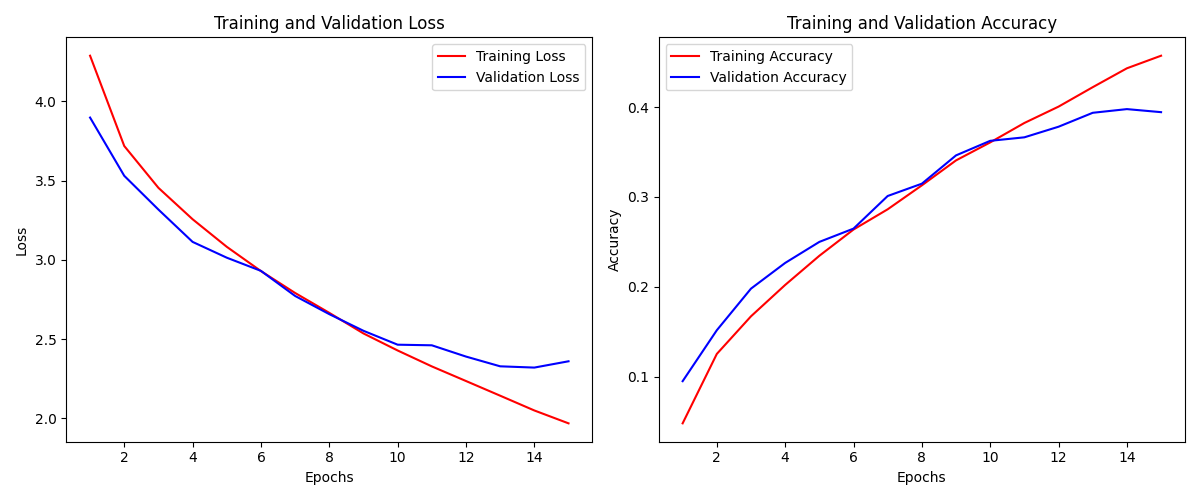 Training and Validation Loss
Training Loss
Validation Loss
4.0
3.5
3.0
2.5
2.0
Loss
2 4 6 8 10 12 14
Epochs
Training and Validation Accuracy
Training Accuracy
Validation Accuracy
0.4
0.3
0.2
0.1
Accuracy
2 4 6 8 10 12 14
Epochs